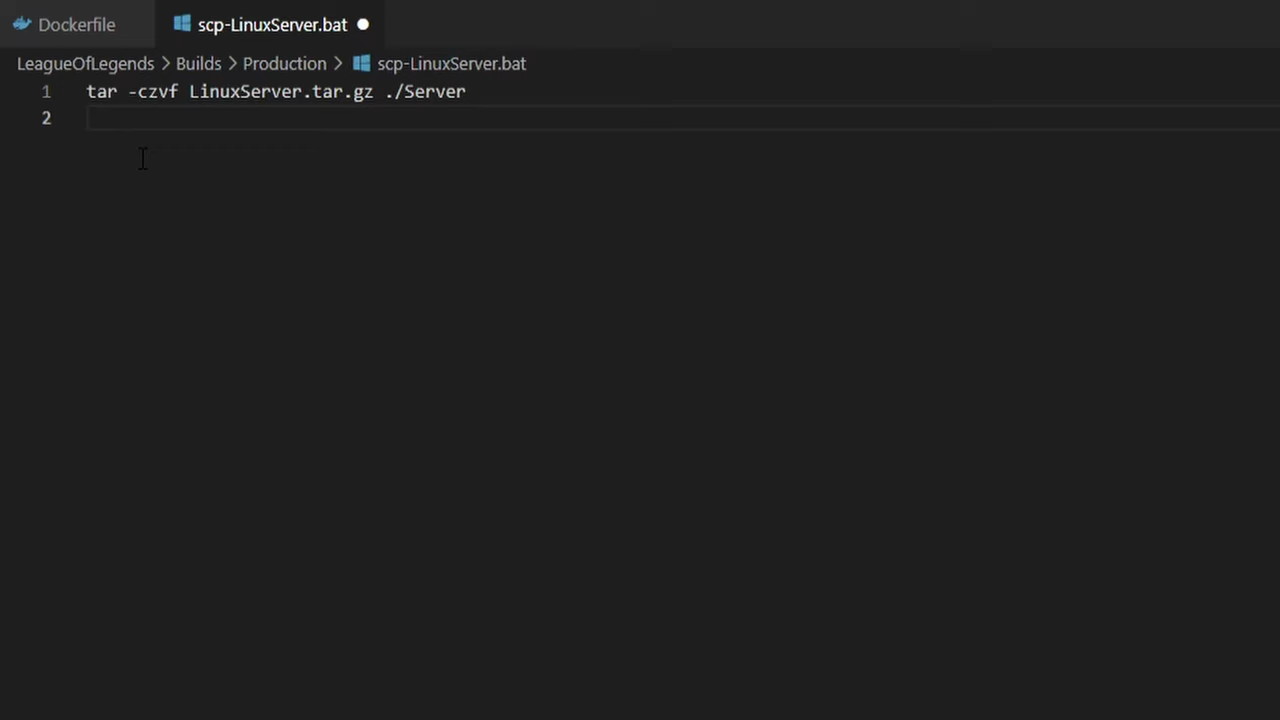 Dockerfile scp-LinuxServer.bat
LeagueOfLegends > Builds > Production > scp-LinuxServer.bat
1 tar -czvf LinuxServer.tar.gz ./Server
2